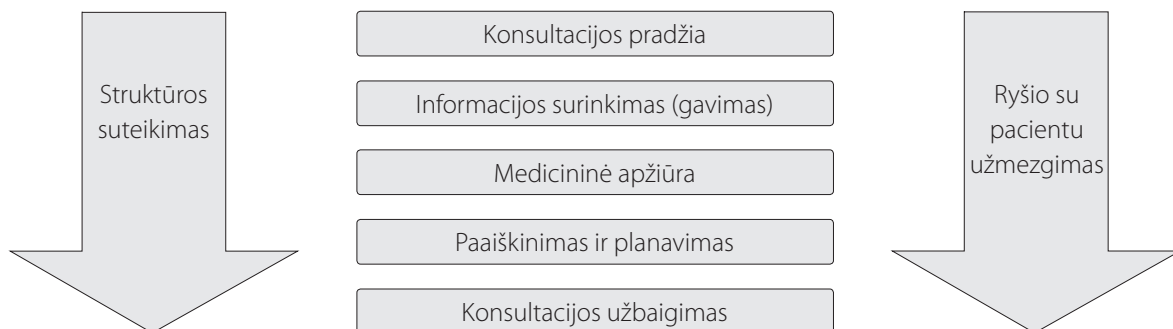 Struktūros
suteikimas
Konsultacijos pradžia
Informacijos surinkimas (gavimas)
Medicininė apžiūra
Paaiškinimas ir planavimas
Konsultacijos užbaigimas
Ryšio su
pacientu
užmezgimas